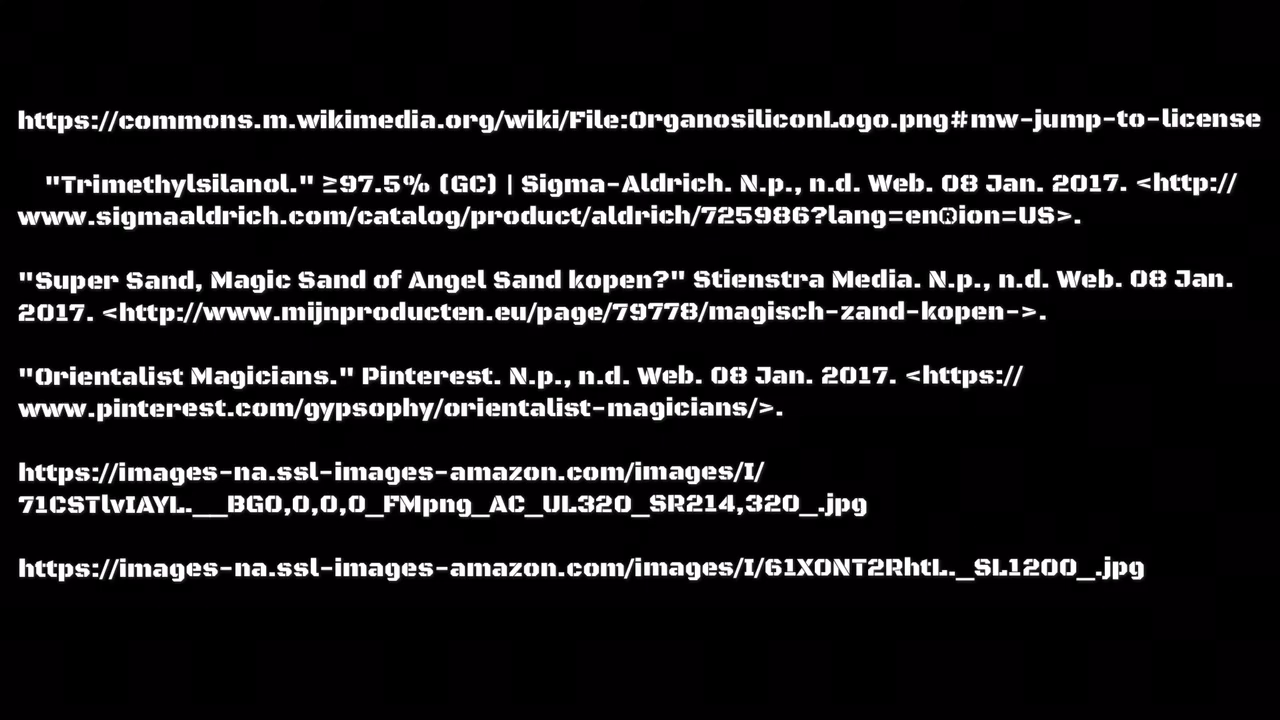 https://commons.m.wikimedia.org/wiki/File:OrganosiliconLogo.png#mw-jump-to-license
"Trimethylsilanol." ≥97.5% (GC) | Sigma-Aldrich. N.p., n.d. Web. 08 Jan. 2017. <http://
www.sigmaaldrich.com/catalog/product/aldrich/725986?lang=en®ion=US>.
"Super Sand, Magic Sand of Angel Sand kopen?" Stienstra Media. N.p., n.d. Web. 08 Jan.
2017. <http://www.mijnproducten.eu/page/79778/magisch-zand-kopen->.
"Orientalist Magicians." Pinterest. N.p., n.d. Web. 08 Jan. 2017. <https://
www.pinterest.com/gypsophy/orientalist-magicians/>.
https://images-na.ssl-images-amazon.com/images/I/
71CSTlvIAYL.__BG0,0,0,0_FMpng_AC_UL320_SR214,320_.jpg
https://images-na.ssl-images-amazon.com/images/I/61X0NT2RhtL._SL1200_.jpg